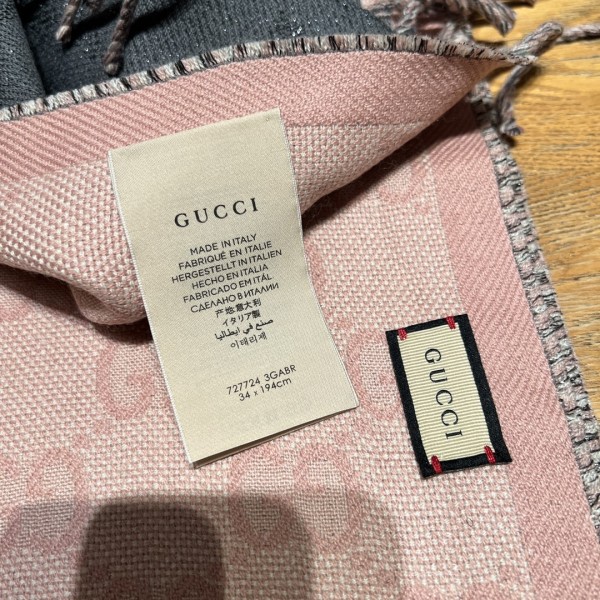 GUCCI
MADE IN ITALY
FABRIQUÉ EN ITALIE
HERGESTELLT IN ITALIEN
HECHO EN ITALIA
FABRICADO EM ITÁL
СДЕЛАНО В ИТАЛИИ
产地:意大利
イタリア製
صنع في ايطاليا
이태리제
727724 3GABR
34 x 194cm
GUCCI